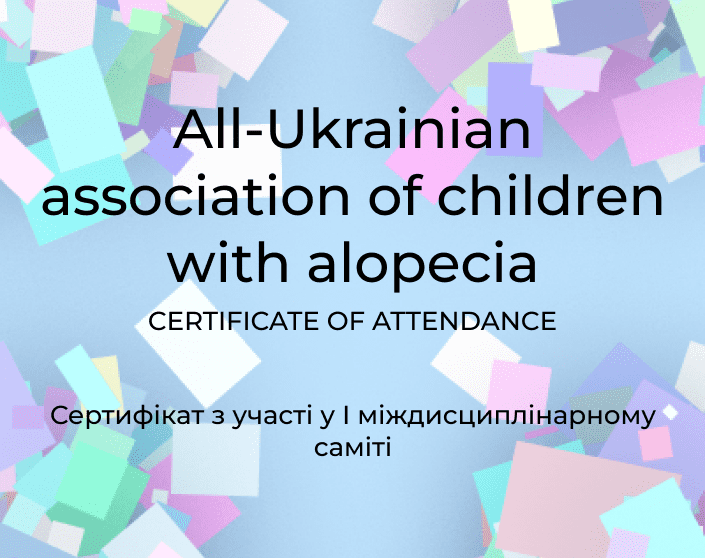 All-Ukrainian
association of children
with alopecia
CERTIFICATE OF ATTENDANCE
Сертифікат з участі у І міждисциплінарному
саміті